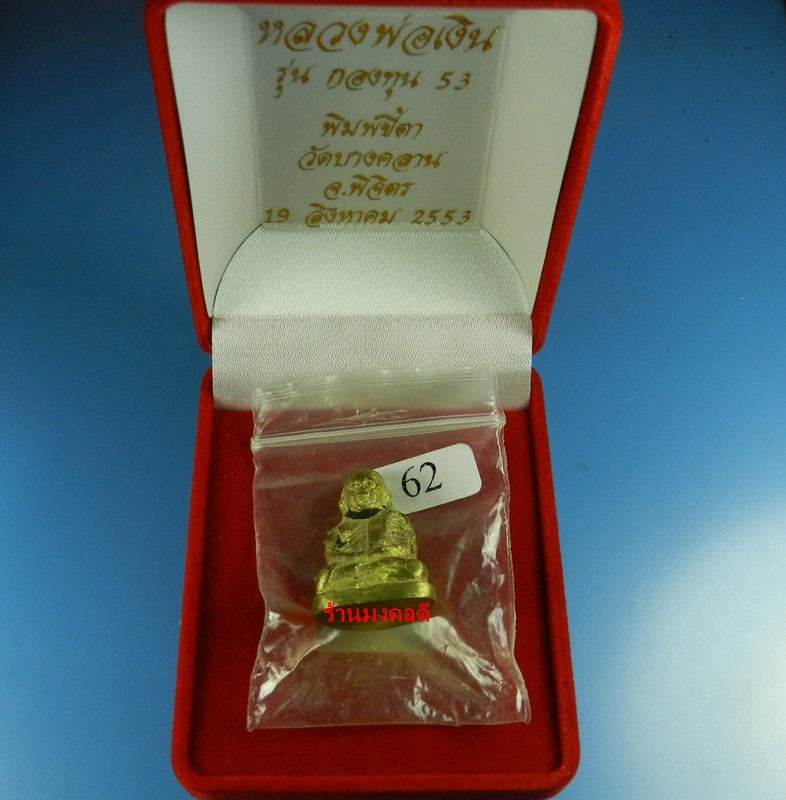 หลวงพ่อเงิน
รุ่น กองทุน 53
พิมพ์ขี้ตา
วัดบางคลาน
จ.พิจิตร
19 สิงหาคม 2553
62
ร้านมงคลดี